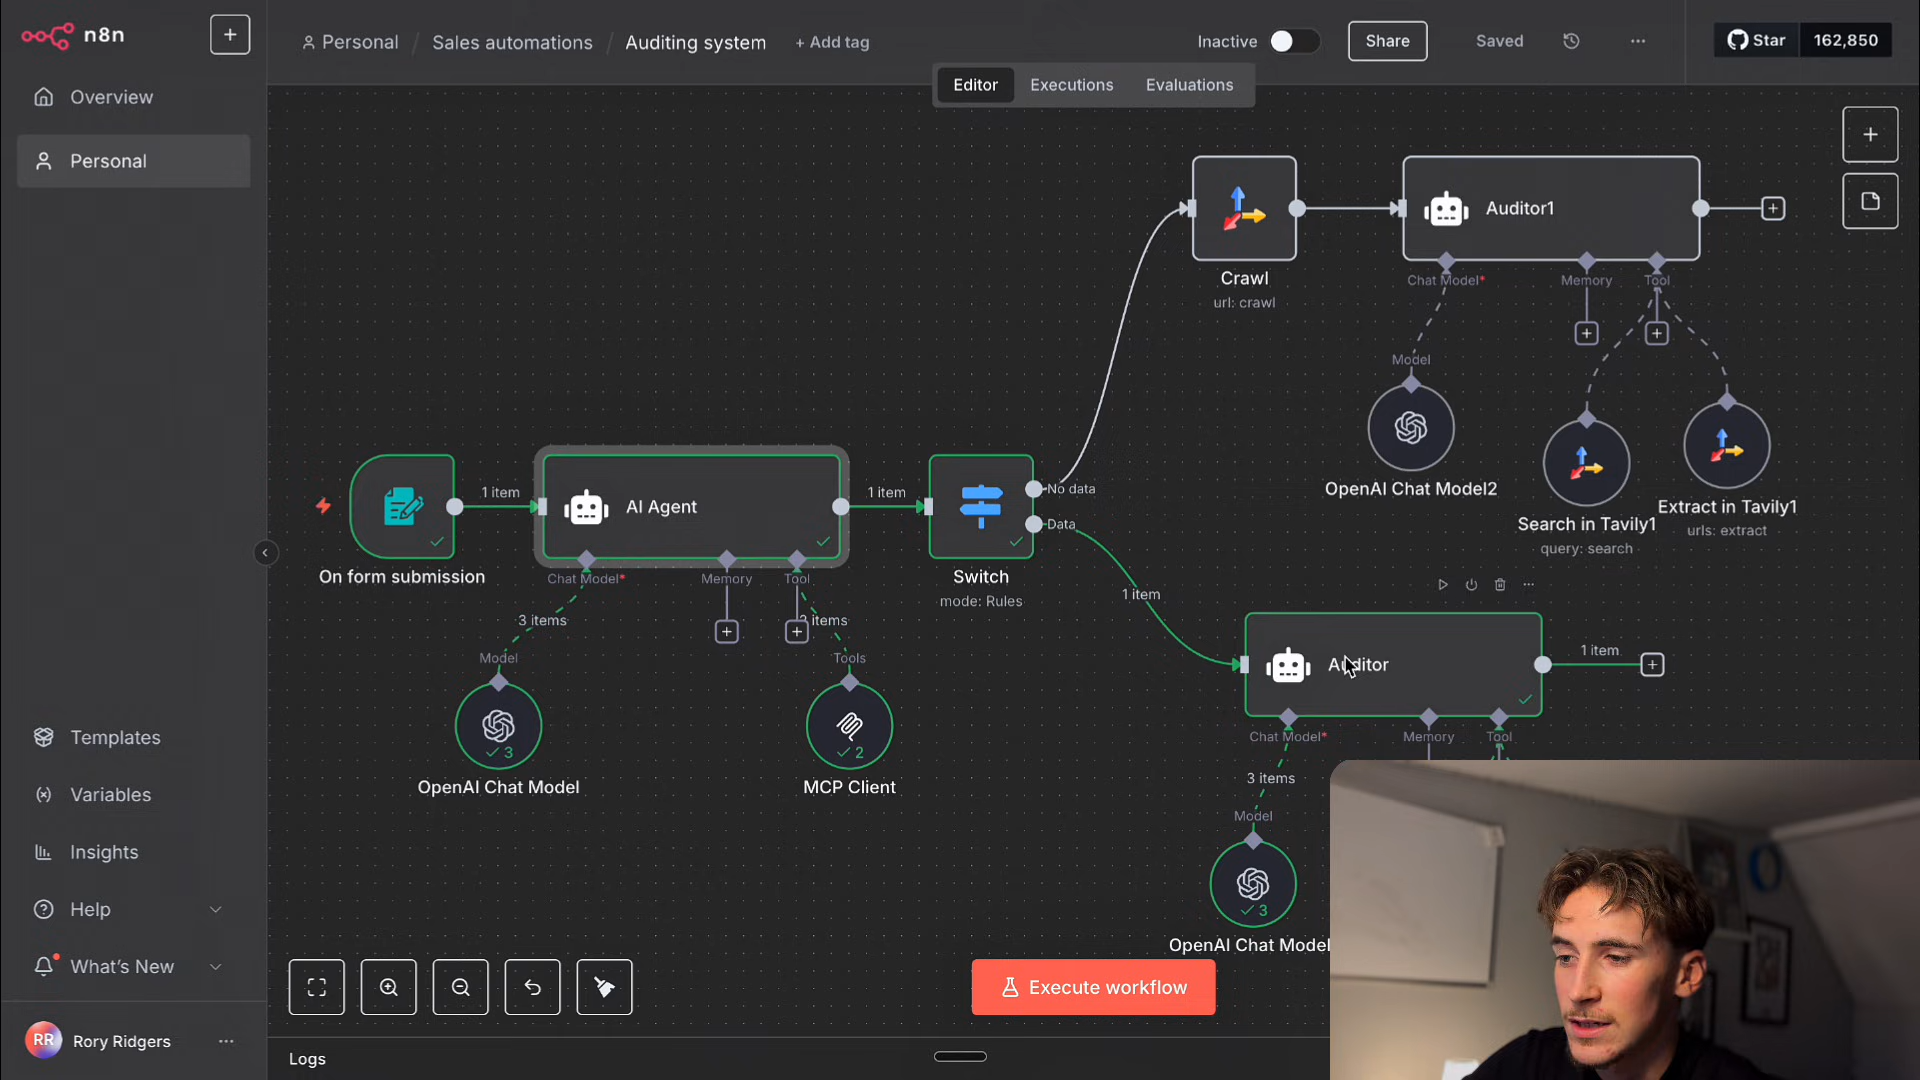 n8n
Personal / Sales automations / Auditing system + Add tag
Inactive
Share
Saved
Star 162,850
Editor Executions Evaluations
Overview
Personal
Templates
Variables
Insights
Help
What's New
RR Rory Ridgers
On form submission
1 item
AI Agent
Chat Model*
Memory
Tool
3 items
Model
3
OpenAI Chat Model
items
Tools
2
MCP Client
1 item
Switch
mode: Rules
No data
Data
Crawl
url: crawl
Auditor1
Chat Model*
Memory
Tool
Model
OpenAI Chat Model2
Search in Tavily1
query: search
Extract in Tavily1
urls: extract
1 item
Auditor
1 item
Chat Model*
Memory
Tool
3 items
Model
3
OpenAI Chat Model
Execute workflow
Logs